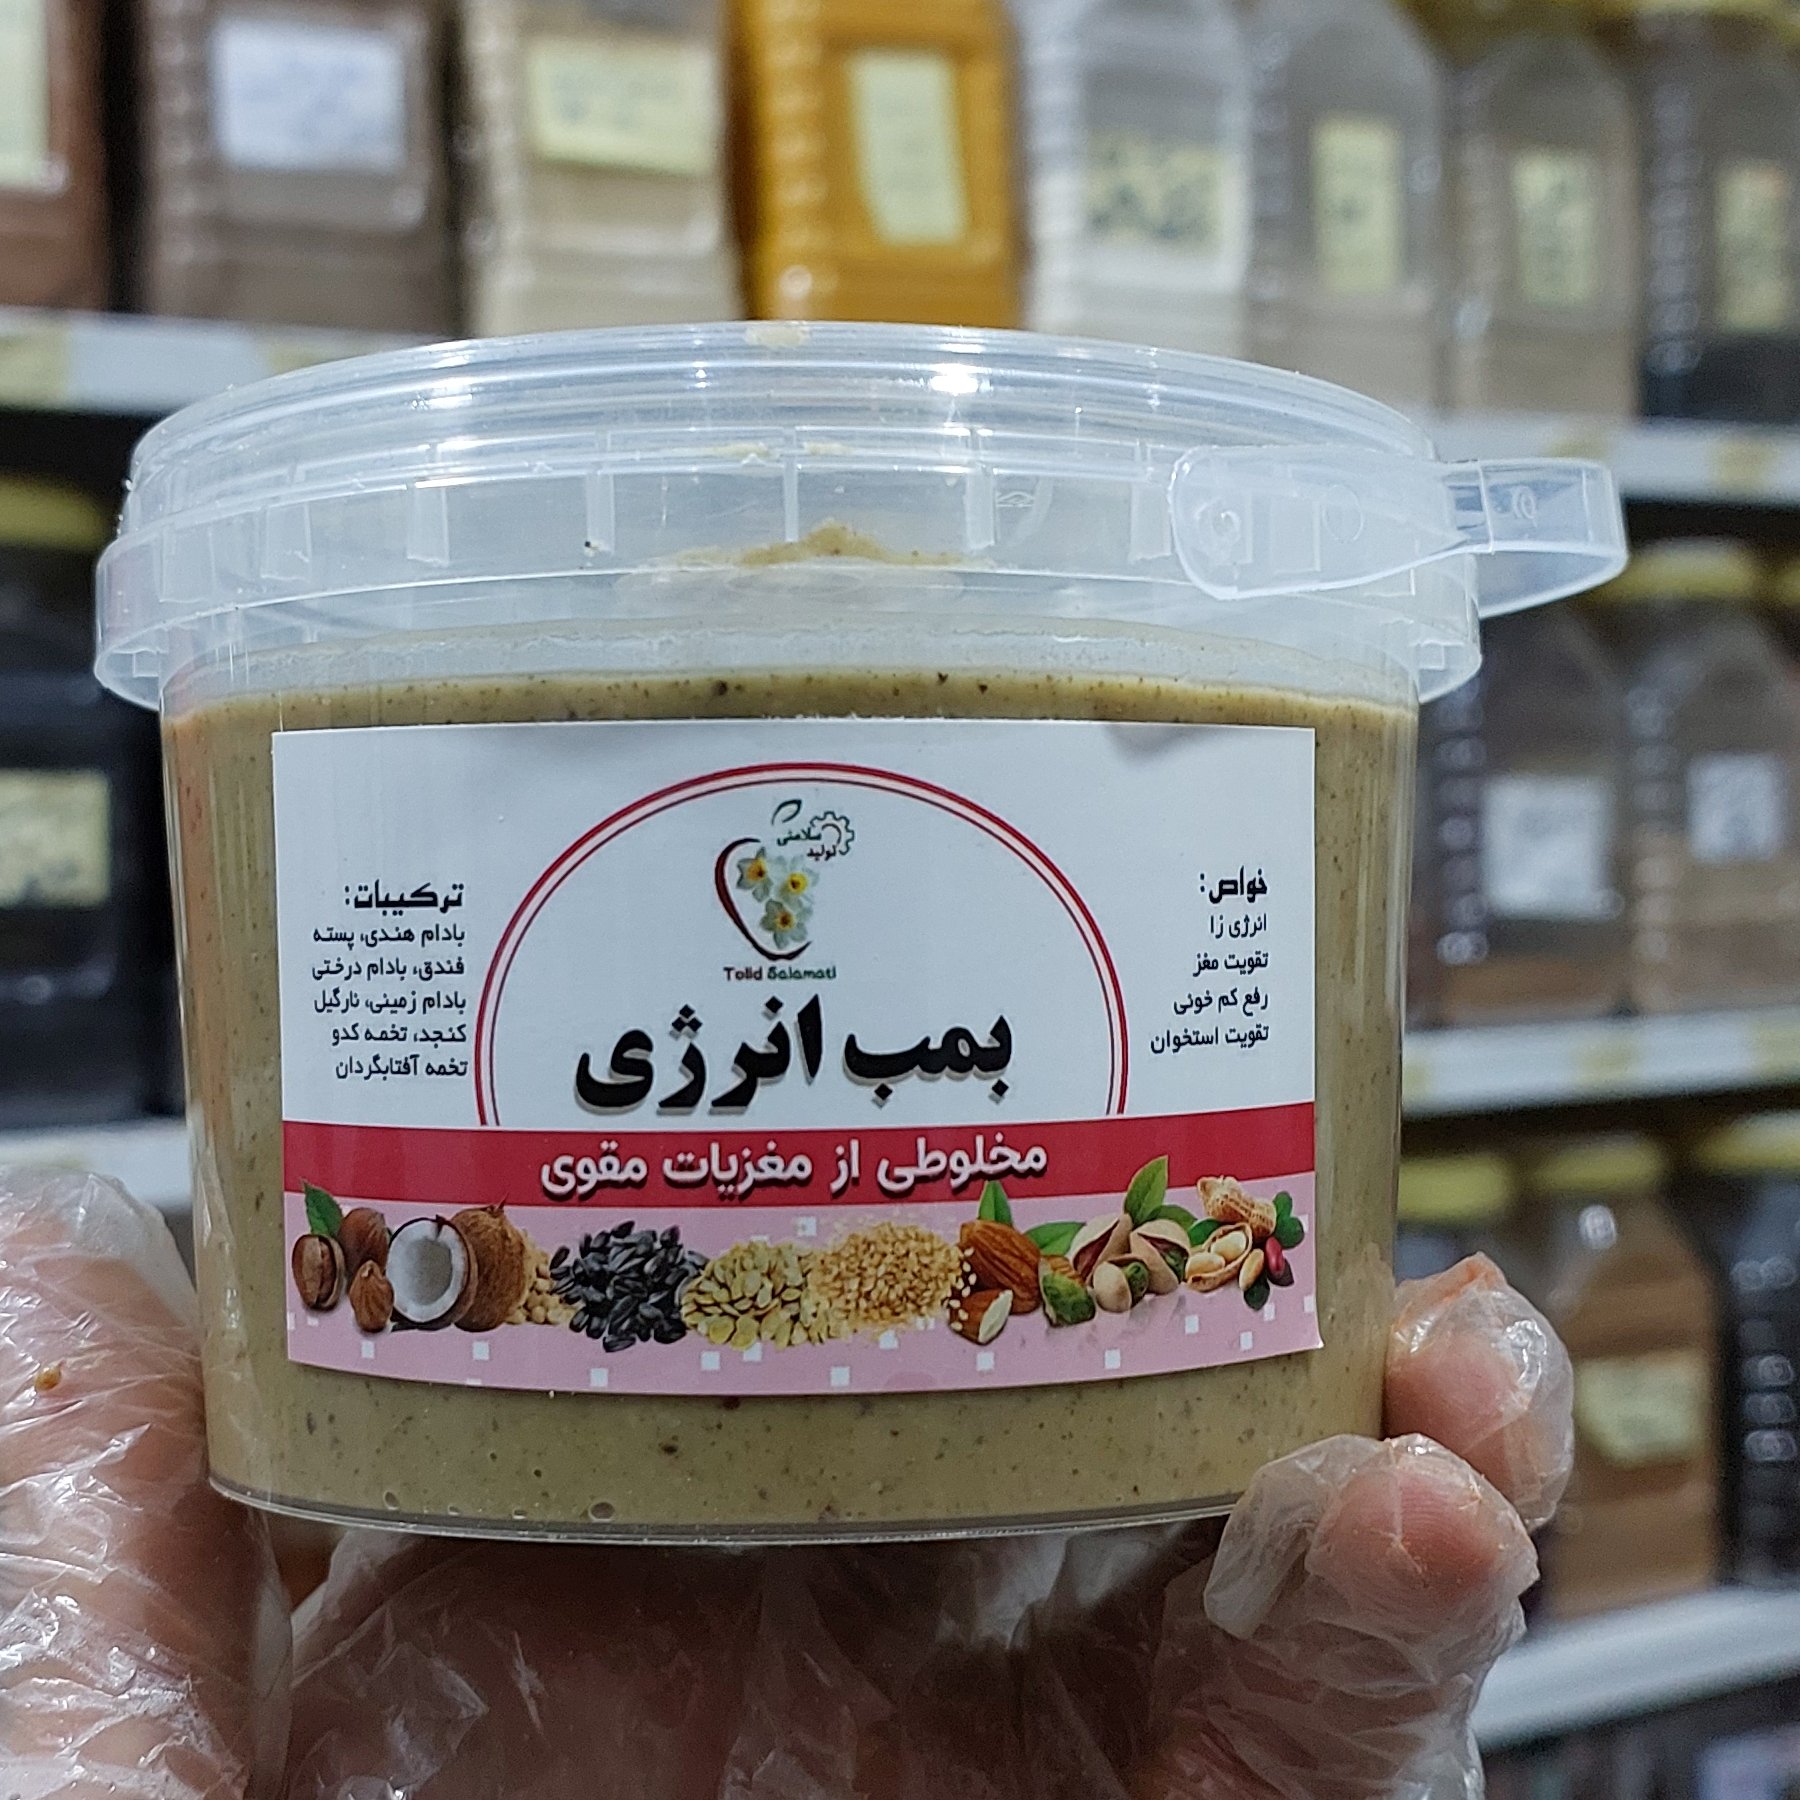 سلامتی
تولید
Tolid Salamati
بمب انرژی
مخلوطی از مغزیات مقوی
خواص:
انرژی زا
تقویت مغز
رفع کم خونی
تقویت استخوان
ترکیبات:
بادام هندی، پسته
فندق، بادام درختی
بادام زمینی، نارگیل
کنجد، تخمه کدو
تخمه آفتابگردان